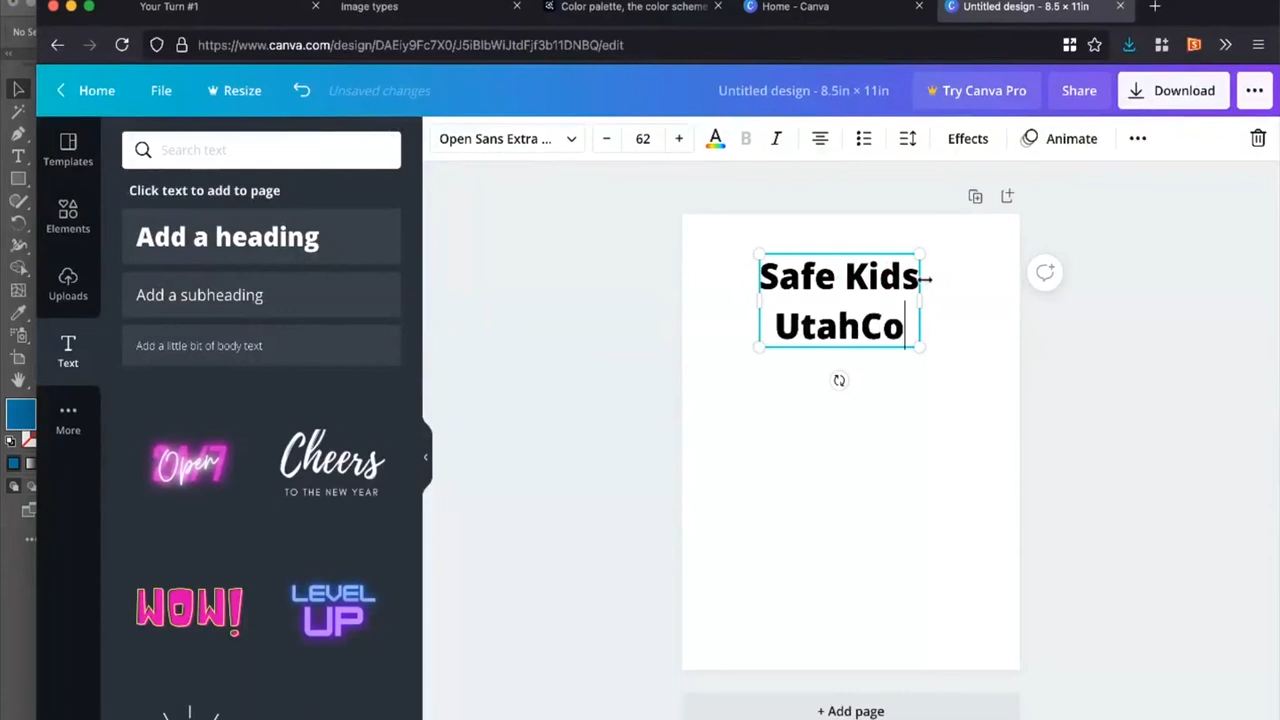 No Se
Your Turn #1
Image types
Color palette, the color scheme
Home - Canva
Untitled design - 8.5 × 11in
https://www.canva.com/design/DAEiy9Fc7X0/J5iBlbWiJtdFjf3b11DNBQ/edit
Home
File
Resize
Unsaved changes
Untitled design - 8.5in × 11in
Try Canva Pro
Share
Download
Templates
Elements
Uploads
Text
More
Search text
Click text to add to page
Add a heading
Add a subheading
Add a little bit of body text
Open
24/7
Cheers
TO THE NEW YEAR
WOW!
LEVEL
UP
Open Sans Extra ...
62
A
B
I
Effects
Animate
Safe Kids
UtahCo
+ Add page